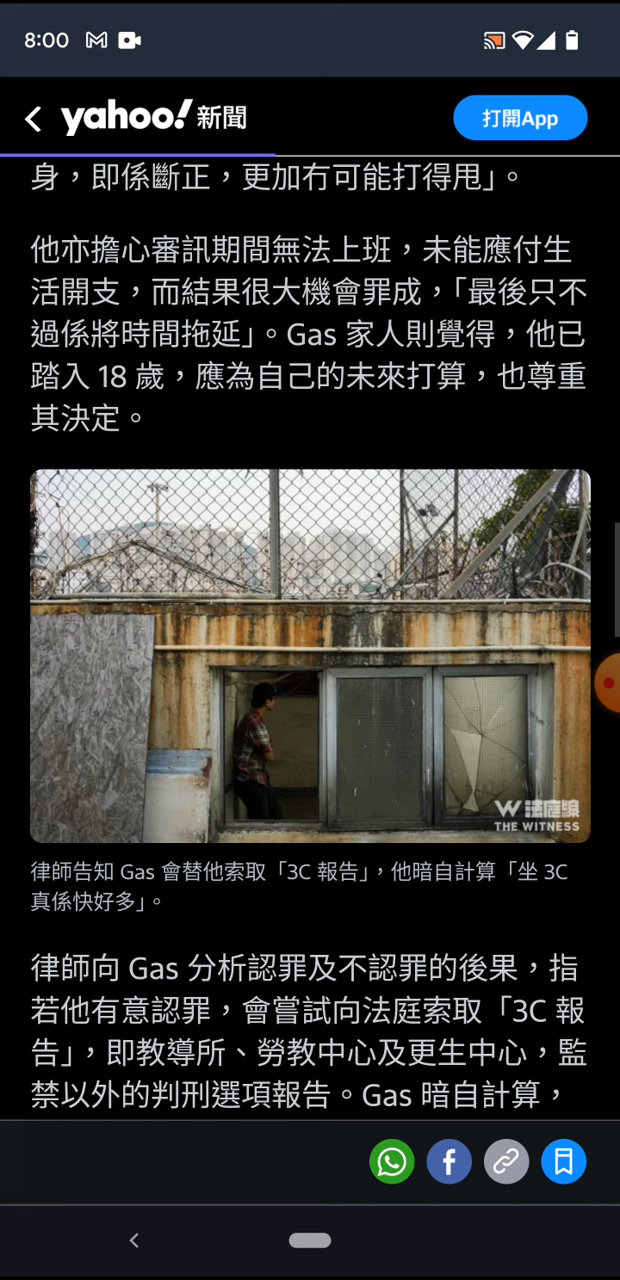 8:00
yahoo!新聞
打開App
身，即係斷正，更加冇可能打得甩」。
他亦擔心審訊期間無法上班，未能應付生
活開支，而結果很大機會罪成，「最後只不
過係將時間拖延」。Gas 家人則覺得，他已
踏入 18 歲，應為自己的未來打算，也尊重
其決定。
法庭線
THE WITNESS
律師告知 Gas 會替他索取「3C 報告」，他暗自計算「坐 3C
真係快好多」。
律師向 Gas 分析認罪及不認罪的後果，指
若他有意認罪，會嘗試向法庭索取「3C 報
告」，即教導所、勞教中心及更生中心，監
禁以外的判刑選項報告。Gas 暗自計算，